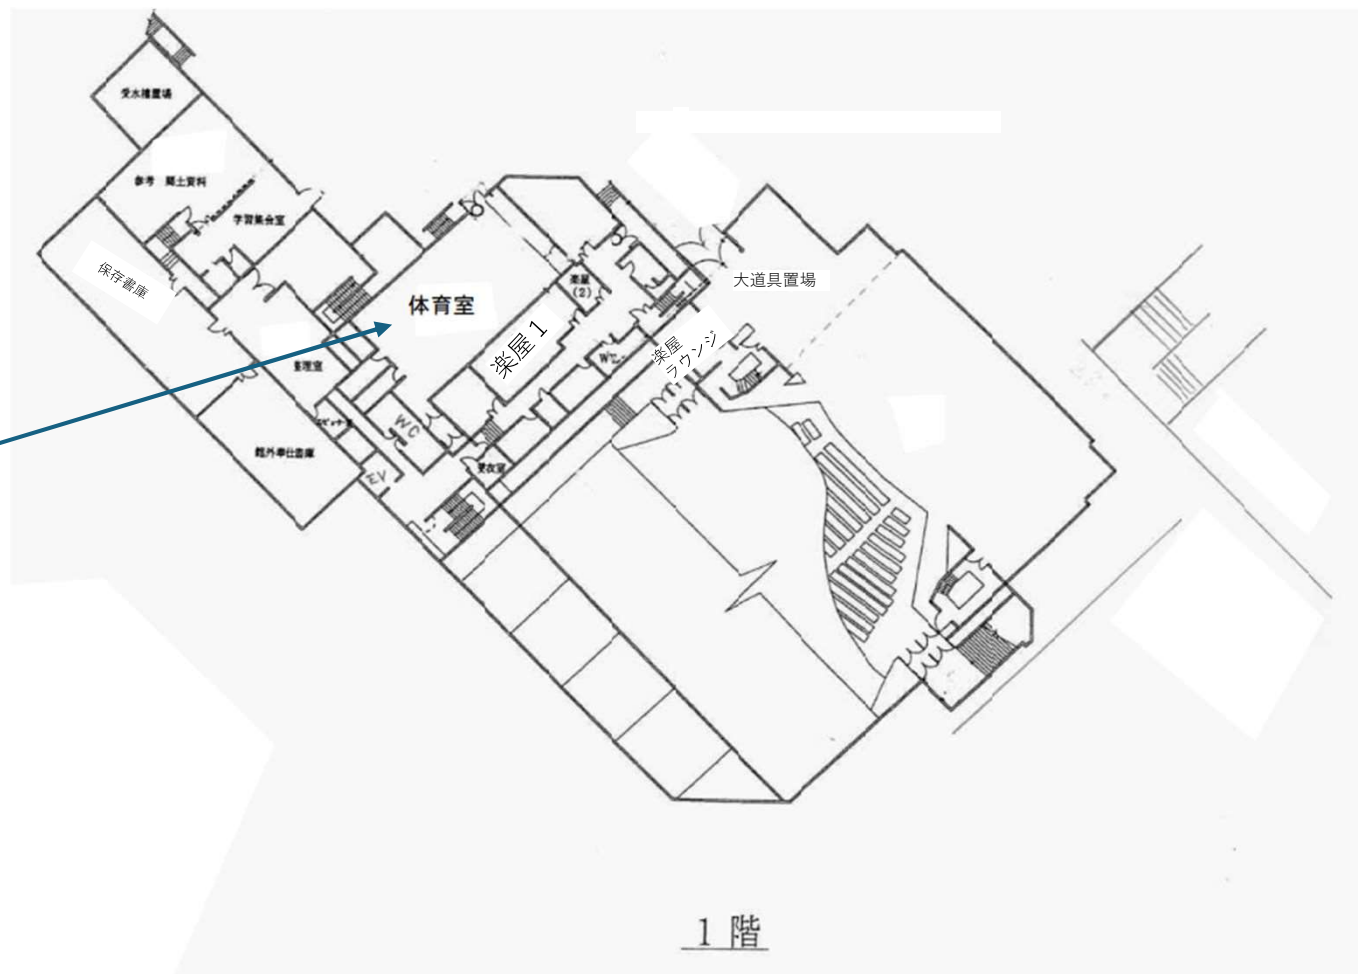 受水槽置場
参考 郷土資料
学習集会室
保存書庫
体育室
楽屋
(2)
大道具置場
楽屋1
楽屋
ラウンジ
整理室
WC
WC
館外奉仕書庫
EV
更衣室
1 階